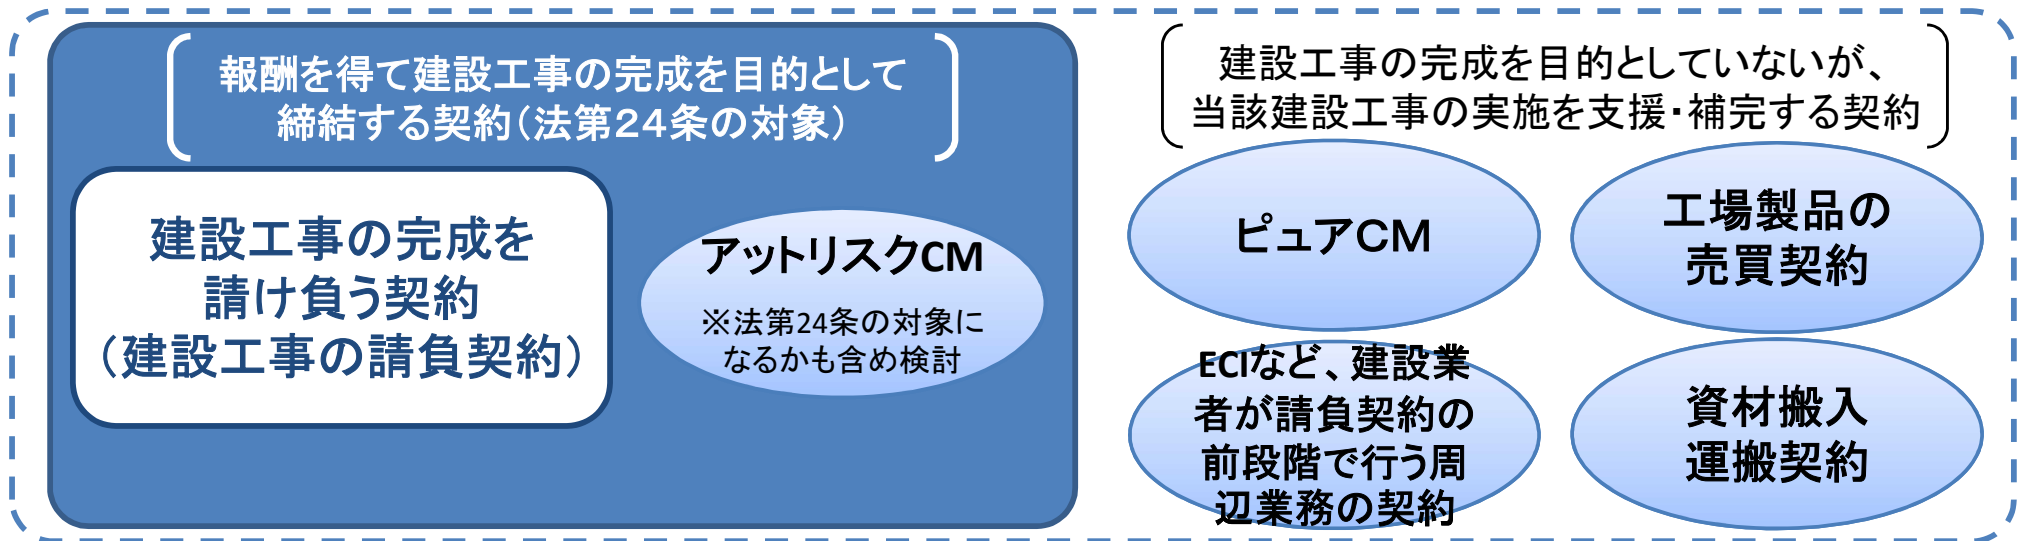 報酬を得て建設工事の完成を目的として
締結する契約（法第２４条の対象）
建設工事の完成を
請け負う契約
（建設工事の請負契約）
アットリスクCM
※法第24条の対象に
なるかも含め検討
建設工事の完成を目的としていないが、
当該建設工事の実施を支援・補完する契約
ピュアＣＭ
工場製品の
売買契約
ECIなど、建設業
者が請負契約の
前段階で行う周
辺業務の契約
資材搬入
運搬契約